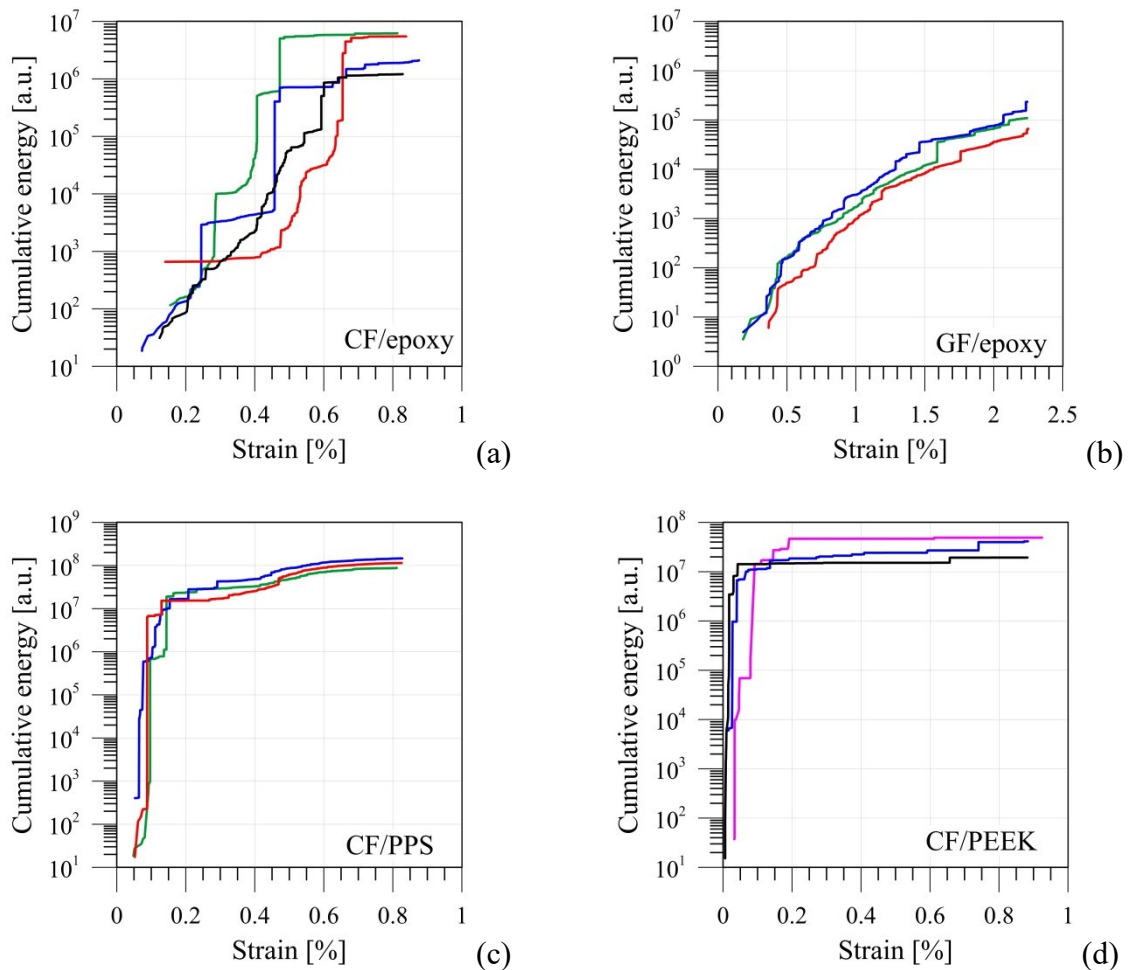 10^7
10^6
10^5
10^4
10^3
10^2
10^1
Cumulative energy [a.u.]
CF/epoxy
0 0.2 0.4 0.6 0.8 1
Strain [%]
(a)
10^7
10^6
10^5
10^4
10^3
10^2
10^1
10^0
Cumulative energy [a.u.]
GF/epoxy
0 0.5 1 1.5 2 2.5
Strain [%]
(b)
10^9
10^8
10^7
10^6
10^5
10^4
10^3
10^2
10^1
Cumulative energy [a.u.]
CF/PPS
0 0.2 0.4 0.6 0.8 1
Strain [%]
(c)
10^8
10^7
10^6
10^5
10^4
10^3
10^2
10^1
Cumulative energy [a.u.]
CF/PEEK
0 0.2 0.4 0.6 0.8 1
Strain [%]
(d)